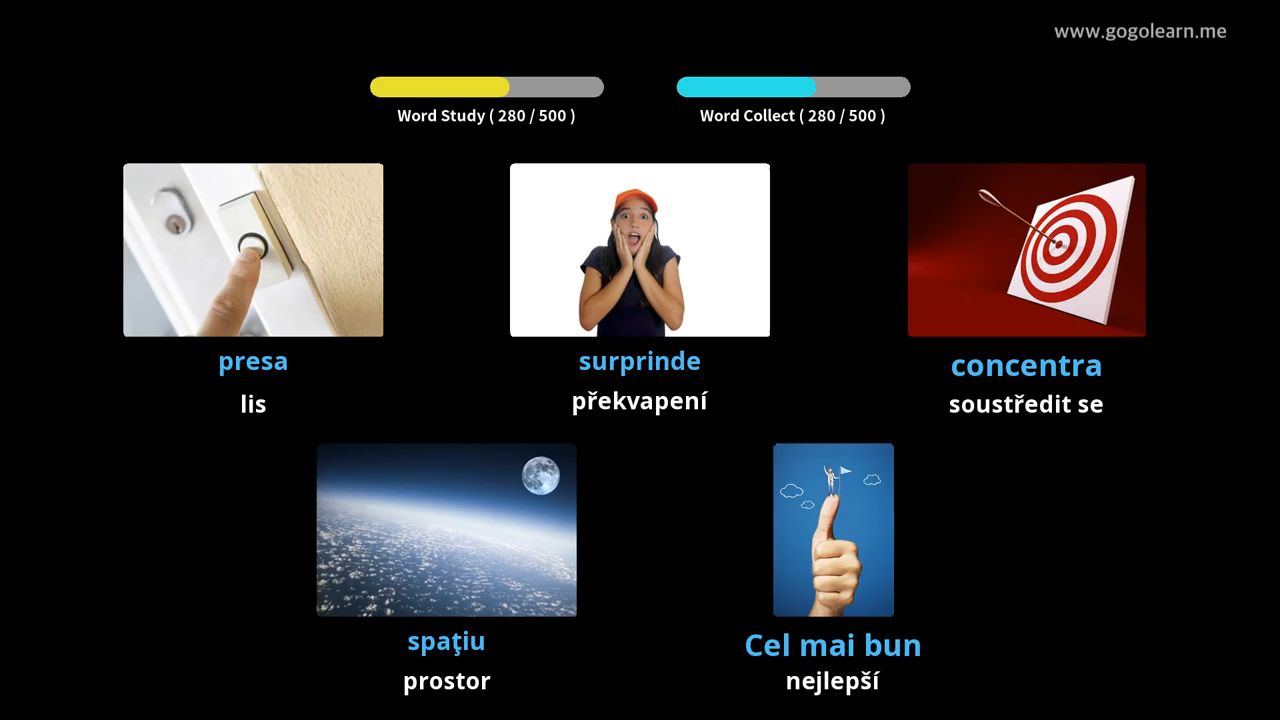 www.gogolearn.me
Word Study ( 280 / 500 )
Word Collect ( 280 / 500 )
presa
surprinde
concentra
lis
překvapení
soustředit se
spaţiu
Cel mai bun
prostor
nejlepší